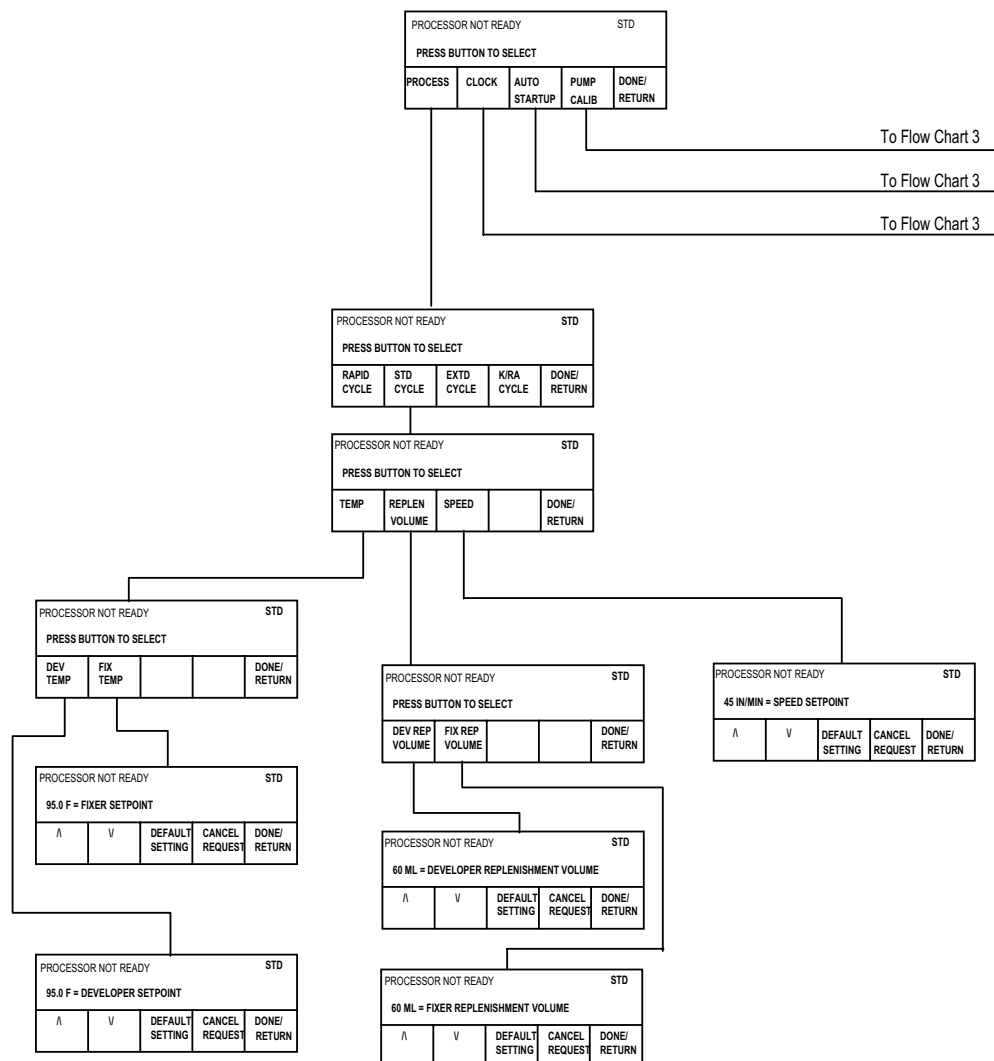 PROCESSOR NOT READY STD
PRESS BUTTON TO SELECT
PROCESS CLOCK AUTO STARTUP PUMP CALIB DONE/ RETURN
To Flow Chart 3
To Flow Chart 3
To Flow Chart 3
PROCESSOR NOT READY STD
PRESS BUTTON TO SELECT
RAPID CYCLE STD CYCLE EXTD CYCLE K/RA CYCLE DONE/ RETURN
PROCESSOR NOT READY STD
PRESS BUTTON TO SELECT
TEMP REPLEN VOLUME SPEED DONE/ RETURN
PROCESSOR NOT READY STD
PRESS BUTTON TO SELECT
DEV TEMP FIX TEMP DONE/ RETURN
PROCESSOR NOT READY STD
PRESS BUTTON TO SELECT
DEV REP VOLUME FIX REP VOLUME DONE/ RETURN
PROCESSOR NOT READY STD
45 IN/MIN = SPEED SETPOINT
/\ \/ DEFAULT SETTING CANCEL REQUEST DONE/ RETURN
PROCESSOR NOT READY STD
95.0 F = FIXER SETPOINT
/\ \/ DEFAULT SETTING CANCEL REQUEST DONE/ RETURN
PROCESSOR NOT READY STD
60 ML = DEVELOPER REPLENISHMENT VOLUME
/\ \/ DEFAULT SETTING CANCEL REQUEST DONE/ RETURN
PROCESSOR NOT READY STD
95.0 F = DEVELOPER SETPOINT
/\ \/ DEFAULT SETTING CANCEL REQUEST DONE/ RETURN
PROCESSOR NOT READY STD
60 ML = FIXER REPLENISHMENT VOLUME
/\ \/ DEFAULT SETTING CANCEL REQUEST DONE/ RETURN